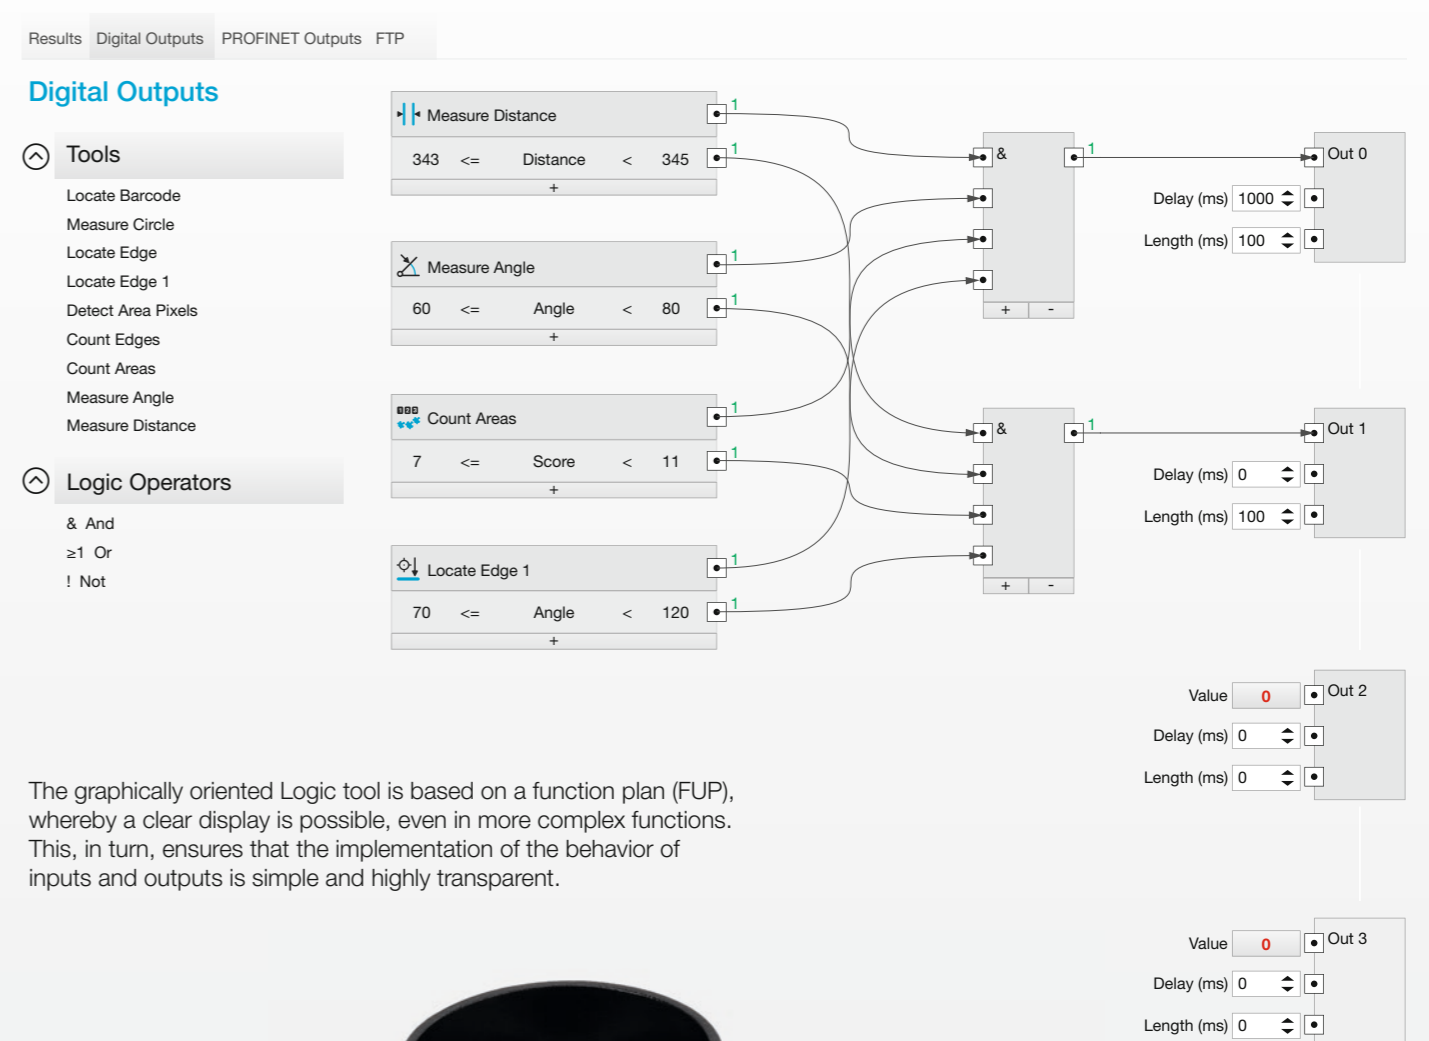 Results Digital Outputs PROFINET Outputs FTP
Digital Outputs
Tools
Locate Barcode
Measure Circle
Locate Edge
Locate Edge 1
Detect Area Pixels
Count Edges
Count Areas
Measure Angle
Measure Distance
Logic Operators
& And
≥1 Or
! Not
Measure Distance 1
343 <= Distance < 345 1
+
Measure Angle 1
60 <= Angle < 80 1
+
123
Count Areas 1
7 <= Score < 11 1
+
Locate Edge 1 1
70 <= Angle < 120 1
+
& 1
+ -
& 1
+ -
Out 0
Delay (ms) 1000
Length (ms) 100
Out 1
Delay (ms) 0
Length (ms) 100
Value 0 Out 2
Delay (ms) 0
Length (ms) 0
Value 0 Out 3
Delay (ms) 0
Length (ms) 0
The graphically oriented Logic tool is based on a function plan (FUP),
whereby a clear display is possible, even in more complex functions.
This, in turn, ensures that the implementation of the behavior of
inputs and outputs is simple and highly transparent.